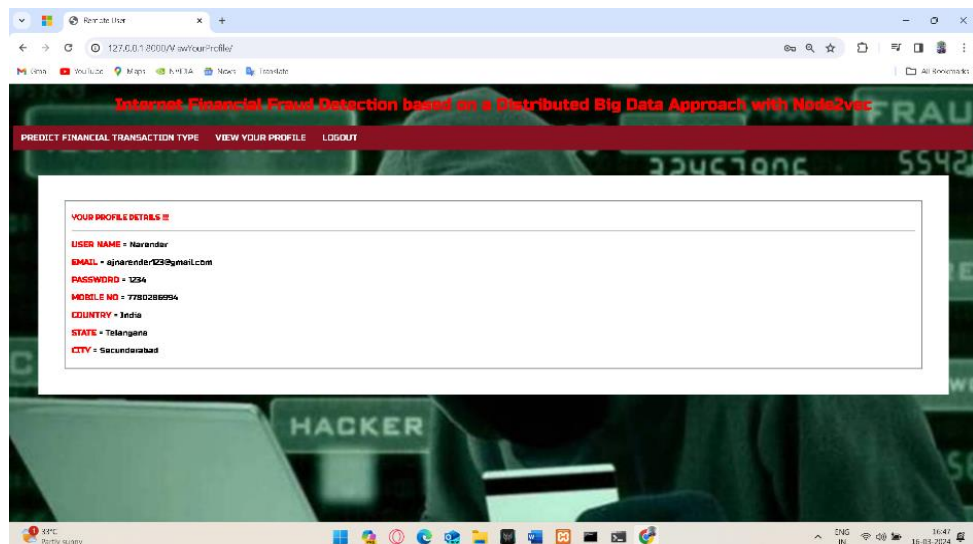 Remote User
127.0.0.1:8000/ViewYourProfile/
Gmail YouTube Maps NVIDIA News Translate All Bookmarks
Internet Financial Fraud Detection based on a Distributed Big Data Approach with Node2vec
FRAU
PREDICT FINANCIAL TRANSACTION TYPE VIEW YOUR PROFILE LOGOUT
YOUR PROFILE DETAILS !!!
USER NAME = Narender
EMAIL = ajnarender123@gmail.com
PASSWORD = 1234
MOBILE NO = 7780286994
COUNTRY = India
STATE = Telangana
CITY = Secunderabad
HACKER
33°C
Partly sunny
ENG
IN
16:47
16-03-2024